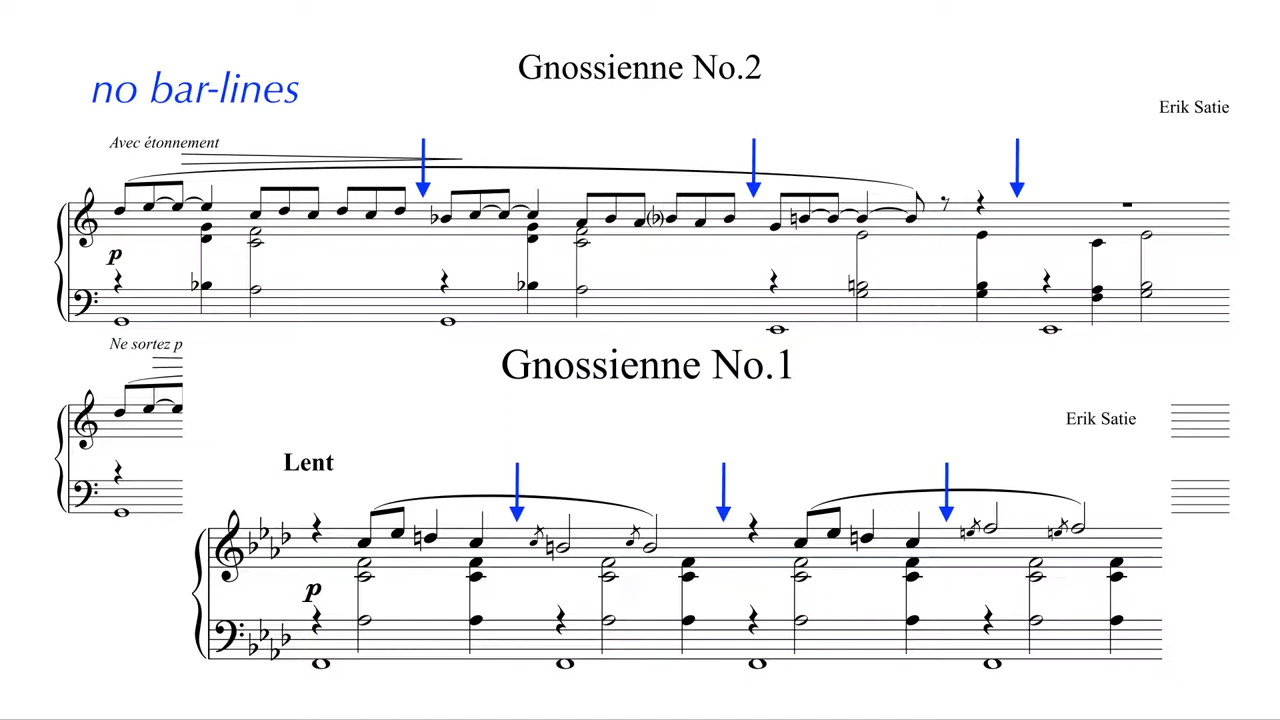 Gnossienne No.2
no bar-lines
Erik Satie
Avec étonnement
p
Ne sortez p
Gnossienne No.1
Erik Satie
Lent
p